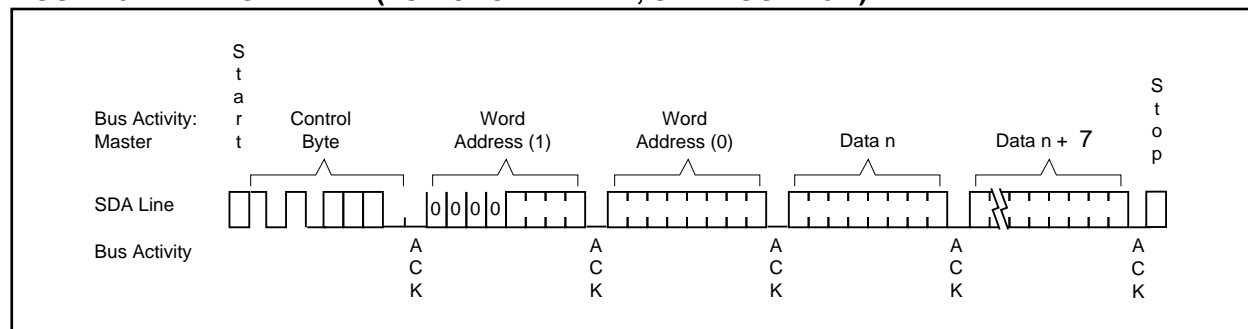 S
t
a
r
t
S
t
o
p
Bus Activity:
Master
Control
Byte
Word
Address (1)
Word
Address (0)
Data n
Data n + 7
SDA Line
0 0 0 0
Bus Activity
A
C
K
A
C
K
A
C
K
A
C
K
A
C
K